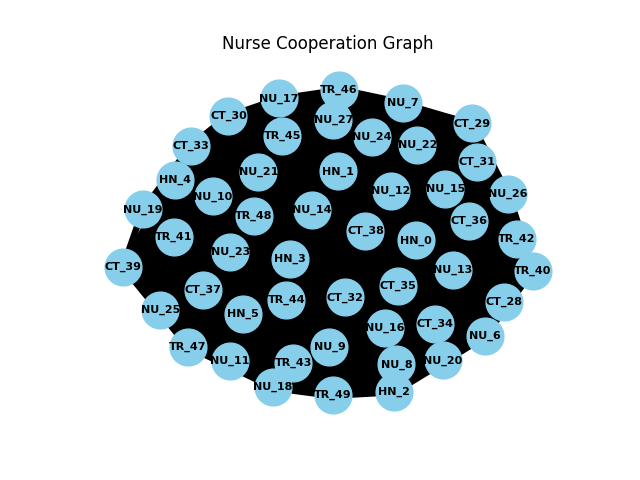 Nurse Cooperation Graph
TR_46
NU_17
NU_7
CT_30
NU_27
CT_29
TR_45
NU_24
NU_22
CT_33
CT_31
NU_21
HN_1
HN_4
NU_12
NU_15
NU_26
NU_10
NU_19
NU_14
TR_48
CT_36
CT_38
TR_41
HN_0
TR_42
NU_23
HN_3
CT_39
NU_13
TR_40
CT_35
CT_37
CT_32
TR_44
CT_28
NU_25
HN_5
CT_34
NU_16
NU_6
TR_47
NU_9
NU_11
TR_43
NU_8
NU_20
NU_18
HN_2
TR_49